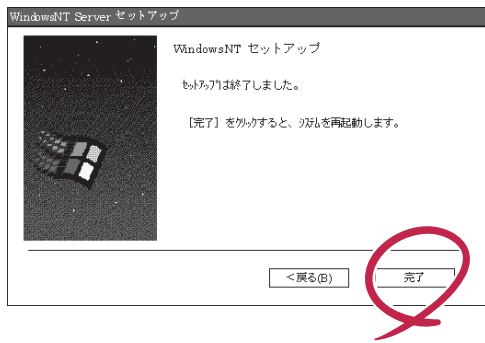 WindowsNT Server セットアップ
WindowsNT セットアップ
ｾｯﾄｱｯﾌﾟは終了しました。
［完了］をｸﾘｯｸすると、ｼｽﾃﾑを再起動します。
＜戻る(B)
完了